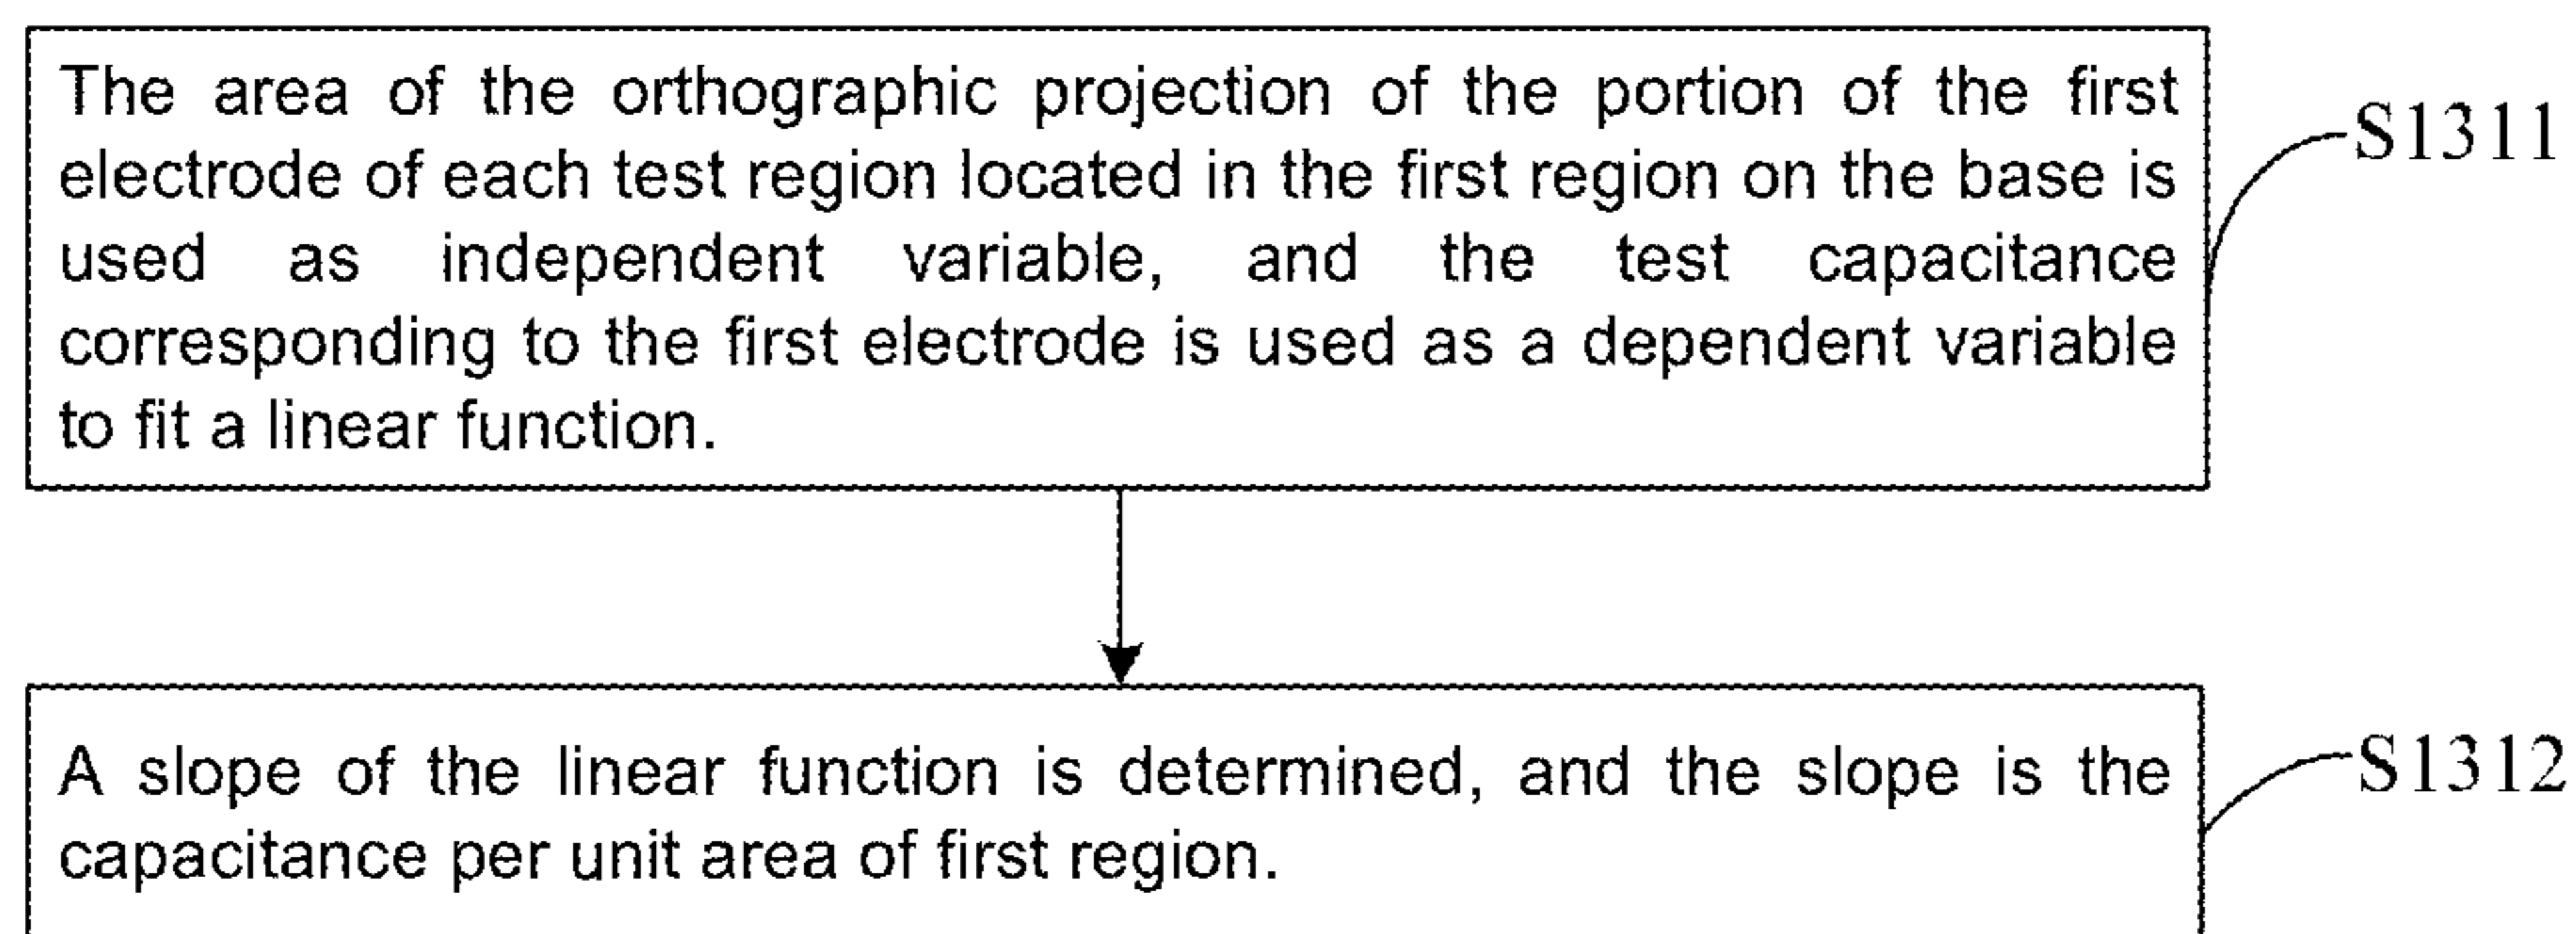 The area of the orthographic projection of the portion of the first
electrode of each test region located in the first region on the base is
used as independent variable, and the test capacitance
corresponding to the first electrode is used as a dependent variable
to fit a linear function.
S1311
A slope of the linear function is determined, and the slope is the
capacitance per unit area of first region.
S1312